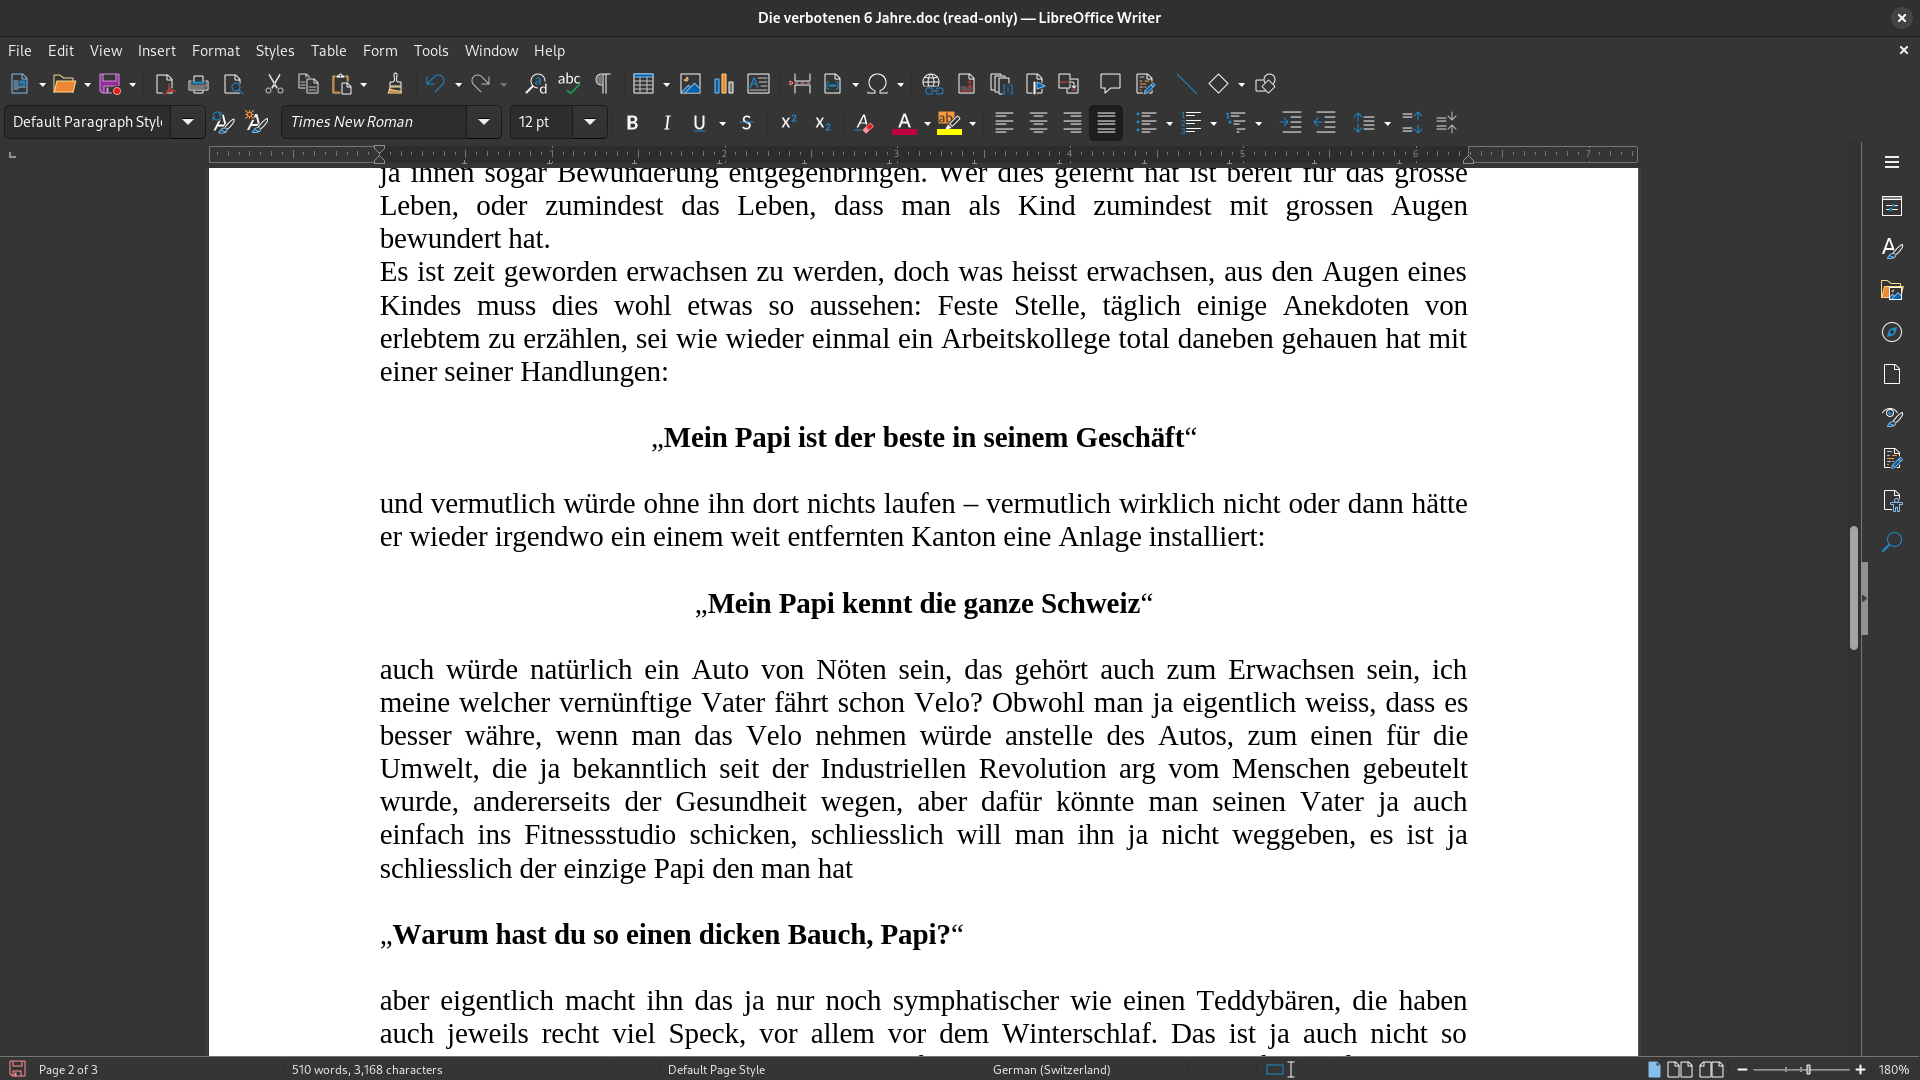 Die verbotenen 6 Jahre.doc (read-only) — LibreOffice Writer
File Edit View Insert Format Styles Table Form Tools Window Help
Default Paragraph Styl Times New Roman 12 pt
1 2 3 4 5 6 7
ja ihnen sogar Bewunderung entgegenbringen. Wer dies gelernt hat ist bereit für das grosse
Leben, oder zumindest das Leben, dass man als Kind zumindest mit grossen Augen
bewundert hat.
Es ist zeit geworden erwachsen zu werden, doch was heisst erwachsen, aus den Augen eines
Kindes muss dies wohl etwas so aussehen: Feste Stelle, täglich einige Anekdoten von
erlebtem zu erzählen, sei wie wieder einmal ein Arbeitskollege total daneben gehauen hat mit
einer seiner Handlungen:
„Mein Papi ist der beste in seinem Geschäft“
und vermutlich würde ohne ihn dort nichts laufen – vermutlich wirklich nicht oder dann hätte
er wieder irgendwo ein einem weit entfernten Kanton eine Anlage installiert:
„Mein Papi kennt die ganze Schweiz“
auch würde natürlich ein Auto von Nöten sein, das gehört auch zum Erwachsen sein, ich
meine welcher vernünftige Vater fährt schon Velo? Obwohl man ja eigentlich weiss, dass es
besser währe, wenn man das Velo nehmen würde anstelle des Autos, zum einen für die
Umwelt, die ja bekanntlich seit der Industriellen Revolution arg vom Menschen gebeutelt
wurde, andererseits der Gesundheit wegen, aber dafür könnte man seinen Vater ja auch
einfach ins Fitnessstudio schicken, schliesslich will man ihn ja nicht weggeben, es ist ja
schliesslich der einzige Papi den man hat
„Warum hast du so einen dicken Bauch, Papi?“
aber eigentlich macht ihn das ja nur noch symphatischer wie einen Teddybären, die haben
auch jeweils recht viel Speck, vor allem vor dem Winterschlaf. Das ist ja auch nicht so
Page 2 of 3 510 words, 3,168 characters Default Page Style German (Switzerland) 180%